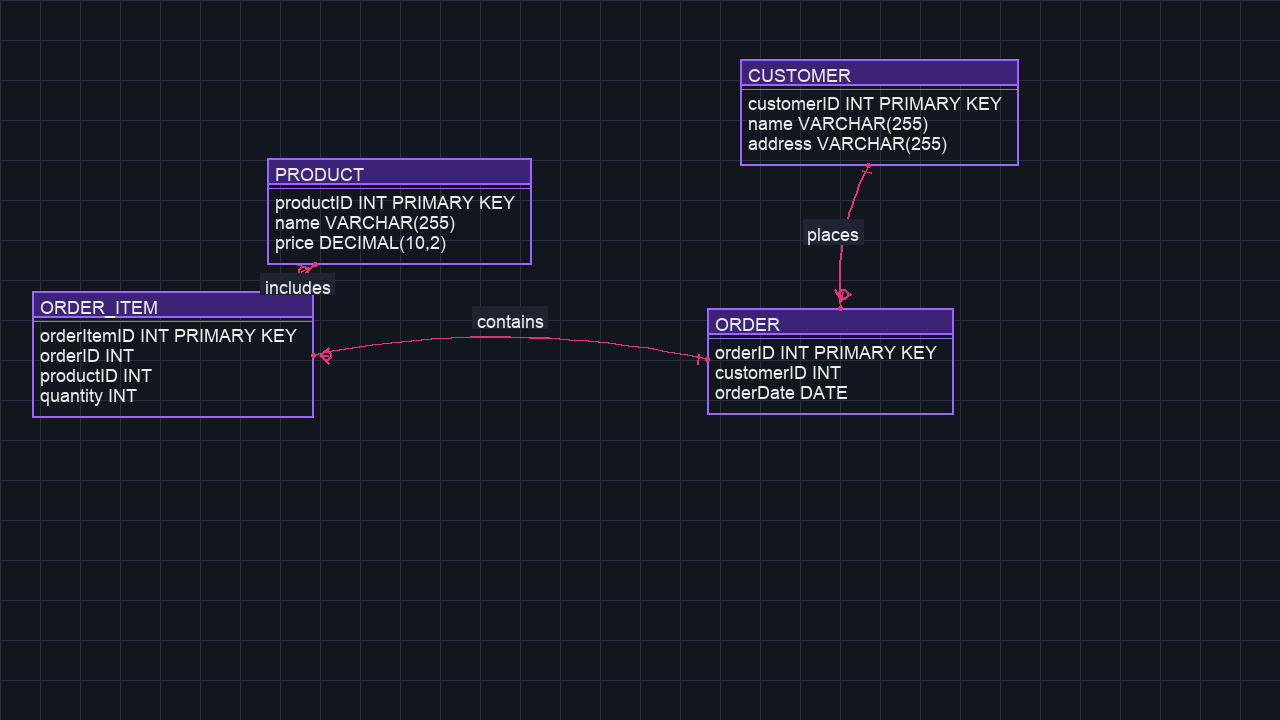 CUSTOMER
customerID INT PRIMARY KEY
name VARCHAR(255)
address VARCHAR(255)
PRODUCT
productID INT PRIMARY KEY
name VARCHAR(255)
price DECIMAL(10,2)
places
includes
ORDER_ITEM
orderItemID INT PRIMARY KEY
orderID INT
productID INT
quantity INT
contains
ORDER
orderID INT PRIMARY KEY
customerID INT
orderDate DATE